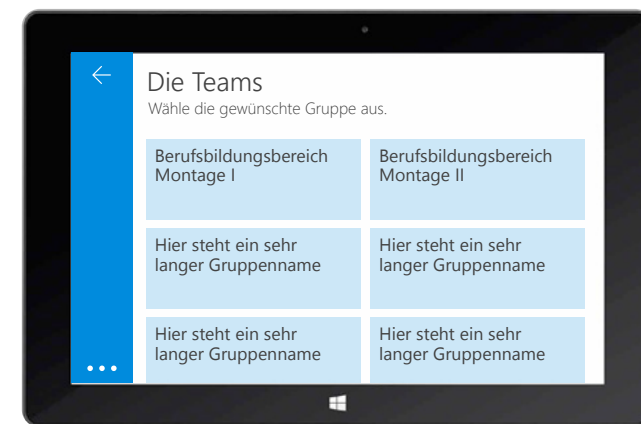 Die Teams
Wähle die gewünschte Gruppe aus.
Berufsbildungsbereich
Montage I
Berufsbildungsbereich
Montage II
Hier steht ein sehr
langer Gruppenname
Hier steht ein sehr
langer Gruppenname
Hier steht ein sehr
langer Gruppenname
Hier steht ein sehr
langer Gruppenname